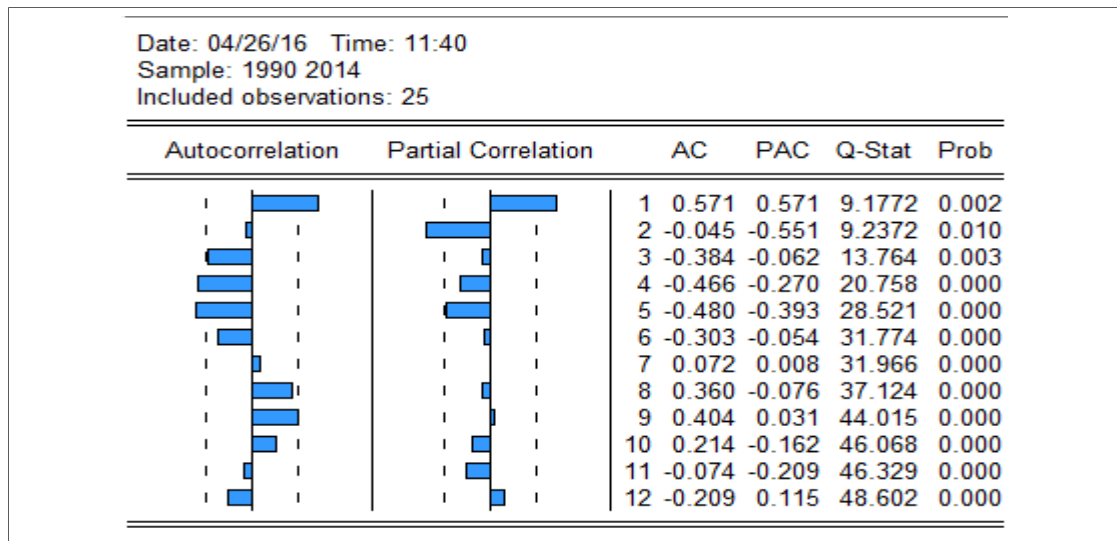 Date: 04/26/16 Time: 11:40
Sample: 1990 2014
Included observations: 25
Autocorrelation Partial Correlation AC PAC Q-Stat Prob
1 0.571 0.571 9.1772 0.002
2 -0.045 -0.551 9.2372 0.010
3 -0.384 -0.062 13.764 0.003
4 -0.466 -0.270 20.758 0.000
5 -0.480 -0.393 28.521 0.000
6 -0.303 -0.054 31.774 0.000
7 0.072 0.008 31.966 0.000
8 0.360 -0.076 37.124 0.000
9 0.404 0.031 44.015 0.000
10 0.214 -0.162 46.068 0.000
11 -0.074 -0.209 46.329 0.000
12 -0.209 0.115 48.602 0.000